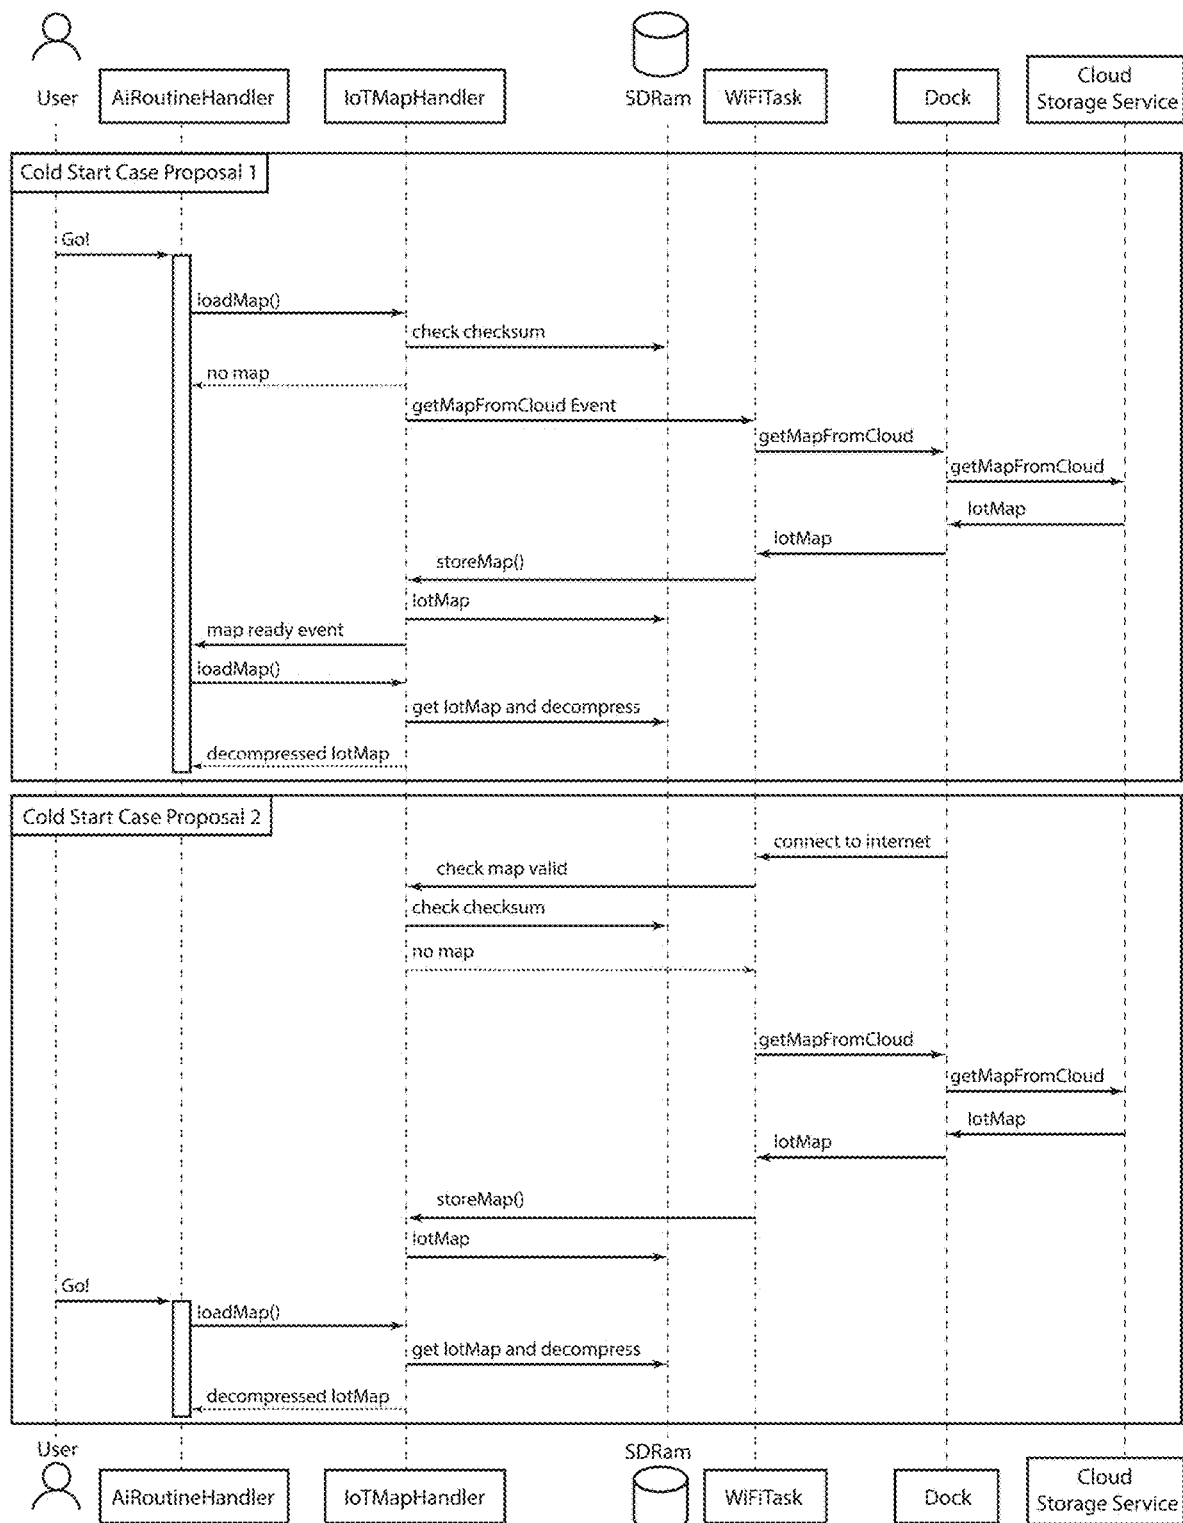 User
AiRoutineHandler
IoTMapHandler
SDRam
WiFiTask
Dock
Cloud
Storage Service
Cold Start Case Proposal 1
Go!
loadMap()
check checksum
no map
getMapFromCloud Event
getMapFromCloud
getMapFromCloud
IotMap
IotMap
storeMap()
IotMap
map ready event
loadMap()
get IotMap and decompress
decompressed IotMap
Cold Start Case Proposal 2
connect to internet
check map valid
check checksum
no map
getMapFromCloud
getMapFromCloud
IotMap
IotMap
storeMap()
IotMap
Go!
loadMap()
get IotMap and decompress
decompressed IotMap
User
AiRoutineHandler
IoTMapHandler
SDRam
WiFiTask
Dock
Cloud
Storage Service